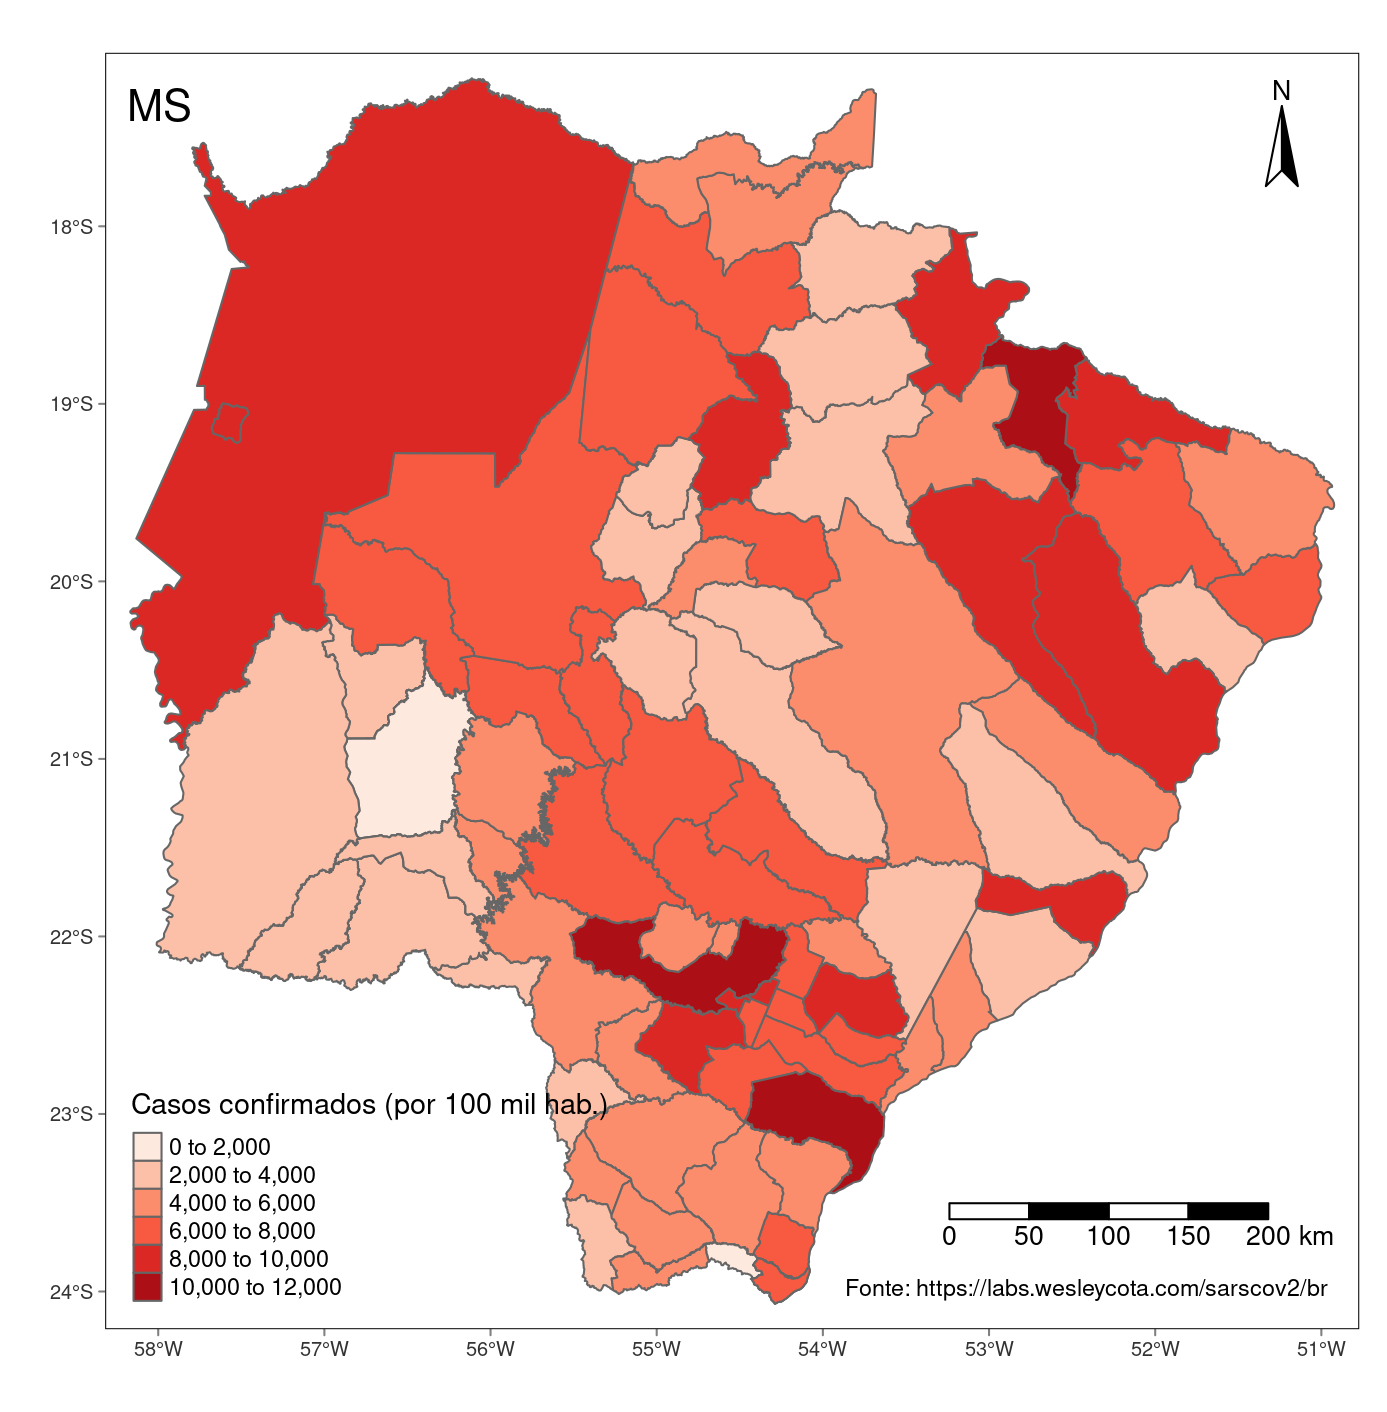 MS
N
18°S
19°S
20°S
21°S
22°S
23°S
24°S
Casos confirmados (por 100 mil hab.)
0 to 2,000
2,000 to 4,000
4,000 to 6,000
6,000 to 8,000
8,000 to 10,000
10,000 to 12,000
0 50 100 150 200 km
Fonte: https://labs.wesleycota.com/sarscov2/br
58°W 57°W 56°W 55°W 54°W 53°W 52°W 51°W